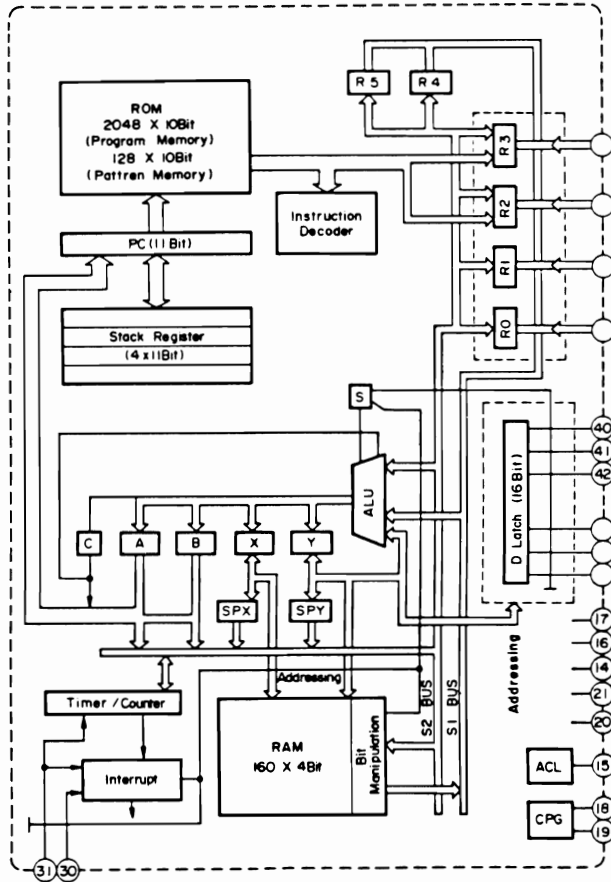 R5
R4
ROM
2048 X 10Bit
(Program Memory)
128 X 10Bit
(Pattren Memory)
R3
R2
R1
R0
Instruction
Decoder
PC (11 Bit)
Stack Register
(4 x 11Bit)
S
ALU
D Latch (16 Bit)
40
41
42
C
A
B
X
Y
SPX
SPY
17
16
14
21
20
Addressing
Addressing
Timer / Counter
Interrupt
RAM
160 X 4Bit
Bit
Manipulation
S2 BUS
S1 BUS
ACL
15
CPG
18
19
31
30